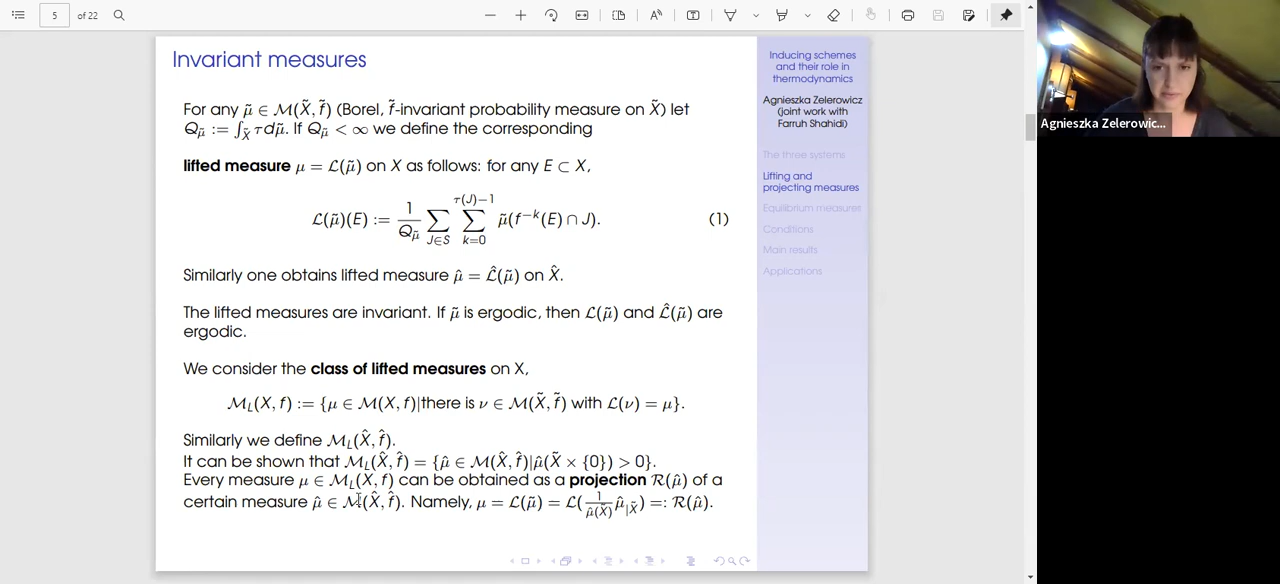 5 of 22
Invariant measures
For any μ̃ ∈ M(X̃, f̃) (Borel, f̃-invariant probability measure on X̃) let
Q_μ̃ := ∫_X̃ τdμ̃. If Q_μ̃ < ∞ we define the corresponding
lifted measure μ = L(μ̃) on X as follows: for any E ⊂ X,
L(μ̃)(E) := 1/Q_μ̃ ∑_{J∈S} ∑_{k=0}^{τ(J)−1} μ̃(f^{−k}(E) ∩ J). (1)
Similarly one obtains lifted measure μ̂ = L̂(μ̃) on X̂.
The lifted measures are invariant. If μ̃ is ergodic, then L(μ̃) and L̂(μ̃) are
ergodic.
We consider the class of lifted measures on X,
M_L(X, f) := {μ ∈ M(X, f)|there is ν ∈ M(X̃, f̃) with L(ν) = μ}.
Similarly we define M_L(X̂, f̂).
It can be shown that M_L(X̂, f̂) = {μ̂ ∈ M(X̂, f̂)|μ̂(X̃ × {0}) > 0}.
Every measure μ ∈ M_L(X, f) can be obtained as a projection R(μ̂) of a
certain measure μ̂ ∈ M(X̂, f̂). Namely, μ = L(μ̃) = L(1/μ̂(X̃) μ̂_{|X̃}) =: R(μ̂).
Inducing schemes
and their role in
thermodynamics
Agnieszka Zelerowicz
(joint work with
Farruh Shahidi)
The three systems
Lifting and
projecting measures
Equilibrium measures
Conditions
Main results
Applications
Agnieszka Zelerowic...